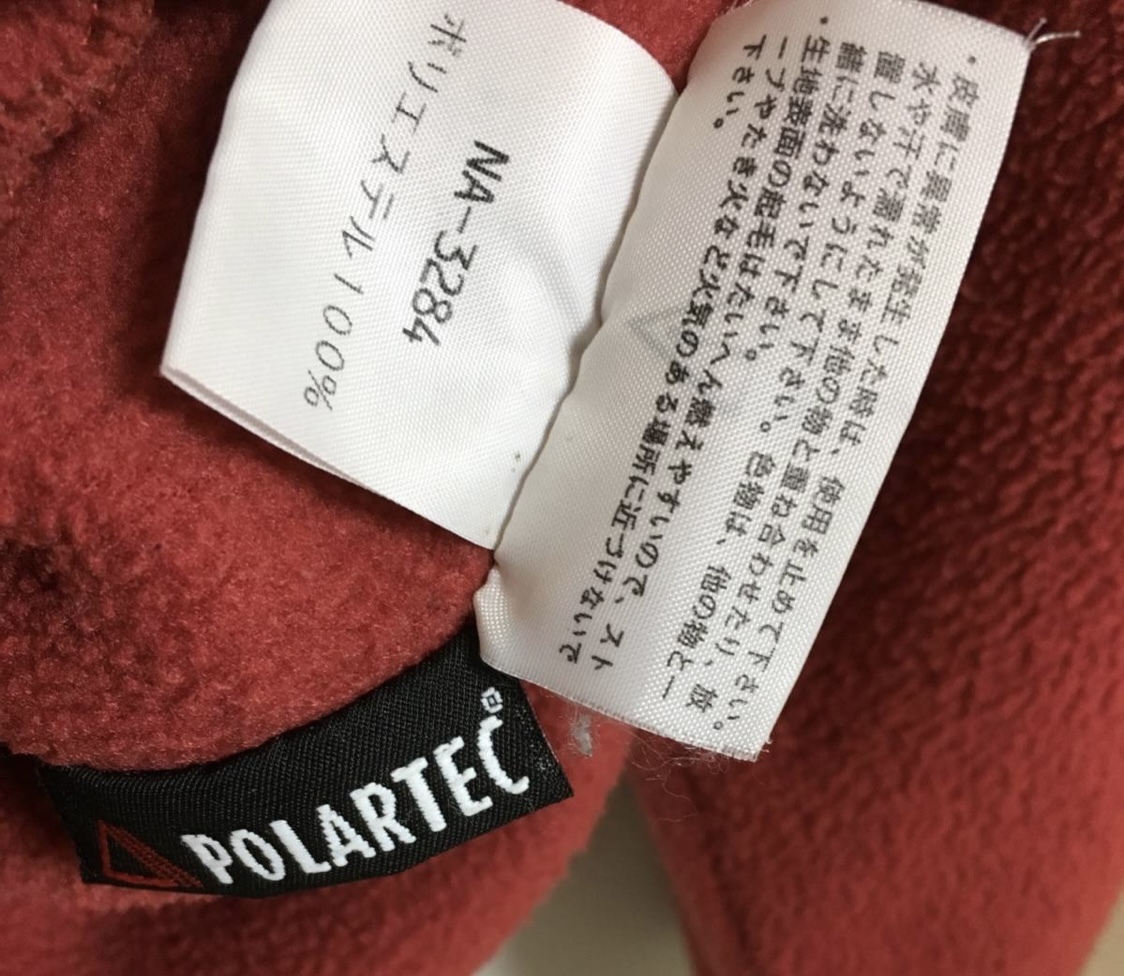 NA-3284
ポリエステル100%
・皮膚に異常が発生した時は、使用を止めて下さい。
水や汗で濡れたまま他の物と重ね合わせたり、放
置しないようにして下さい。色物は、他の物と一
緒に洗わないで下さい。
・生地表面の起毛はたいへん燃えやすいので、スト
ーブやたき火など火気のある場所に近づけないで
下さい。
POLARTEC®